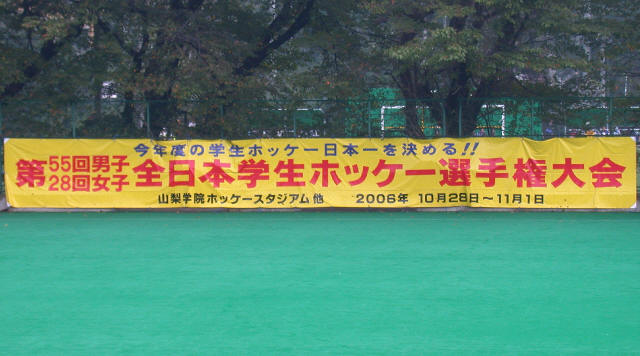 今年度の学生ホッケー日本一を決める!!
第55回男子28回女子全日本学生ホッケー選手権大会
山梨学院ホッケースタジアム他 2006年 10月28日～11月1日